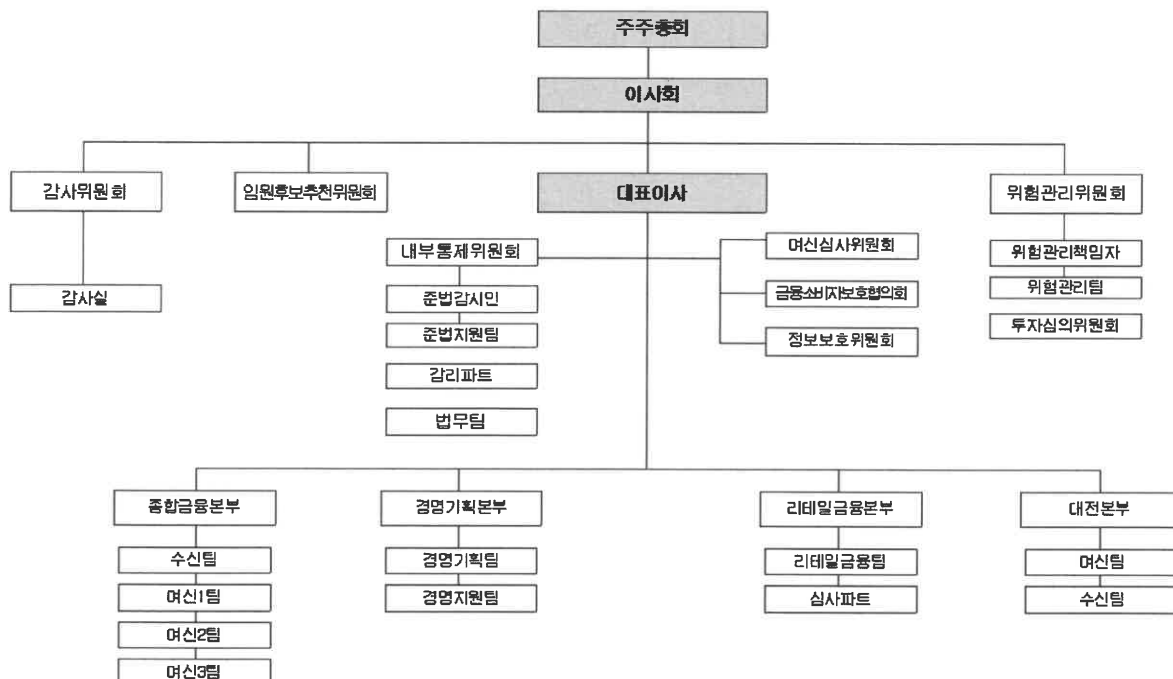 주주총회
이사회
감사위원회
임원후보추천위원회
대표이사
위험관리위원회
내부통제위원회
여신심사위원회
위험관리책임자
감사실
준법감시인
금융소비자보호협의회
위험관리팀
준법지원팀
정보보호위원회
투자심의위원회
감리파트
법무팀
종합금융본부
경영기획본부
리테일금융본부
대전본부
수신팀
경영기획팀
리테일금융팀
여신팀
여신1팀
경영지원팀
심사파트
수신팀
여신2팀
여신3팀